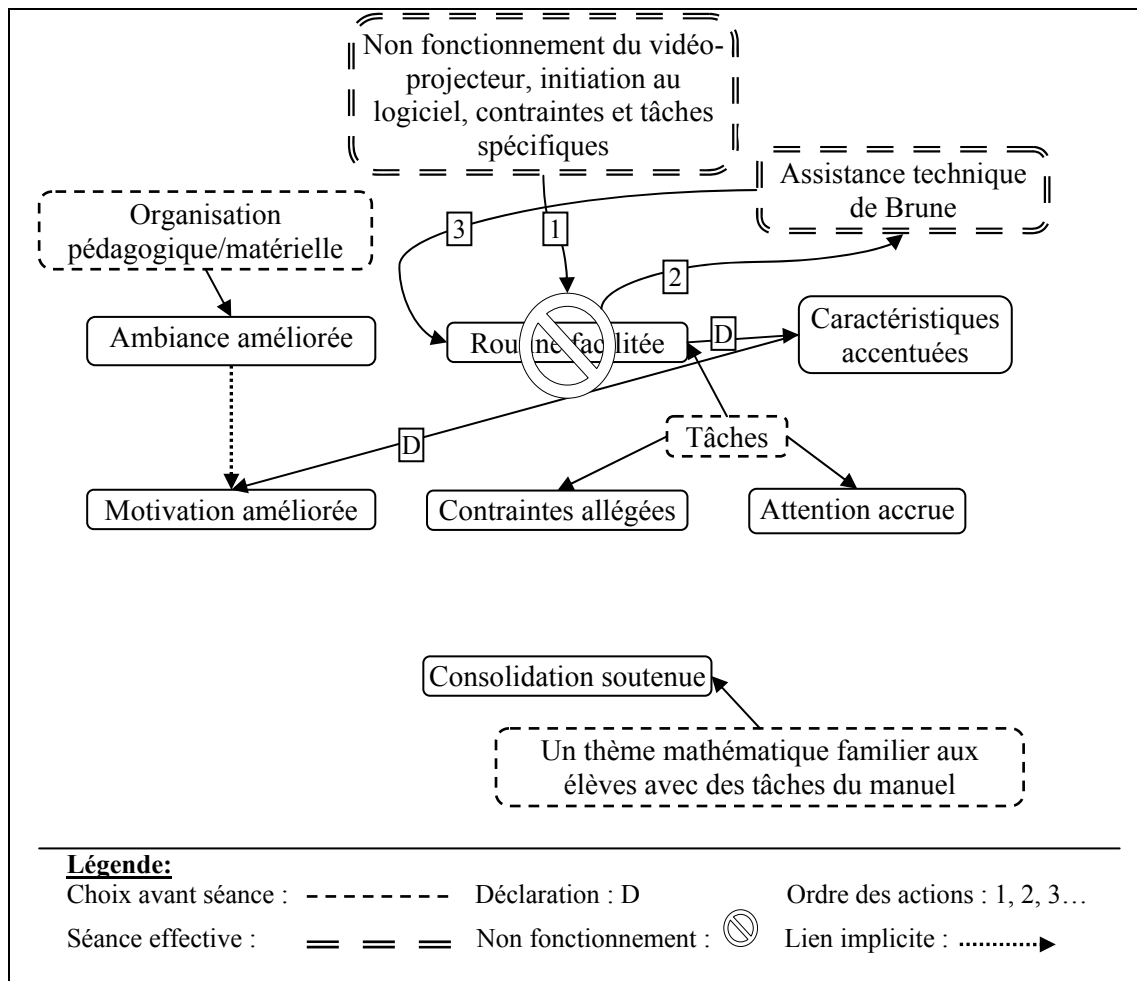 Non fonctionnement du vidéo-
projecteur, initiation au
logiciel, contraintes et tâches
spécifiques
Assistance technique
de Brune
Organisation
pédagogique/matérielle
3
1
2
Ambiance améliorée
Routine facilitée
D
Caractéristiques
accentuées
D
Tâches
Motivation améliorée
Contraintes allégées
Attention accrue
Consolidation soutenue
Un thème mathématique familier aux
élèves avec des tâches du manuel
Légende:
Choix avant séance :
Déclaration : D
Ordre des actions : 1, 2, 3…
Séance effective :
Non fonctionnement :
Lien implicite :